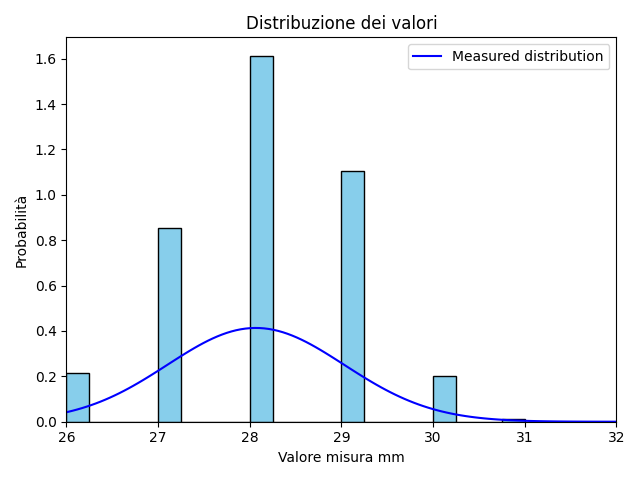 Distribuzione dei valori
Measured distribution
Probabilità
1.6
1.4
1.2
1.0
0.8
0.6
0.4
0.2
0.0
26 27 28 29 30 31 32
Valore misura mm